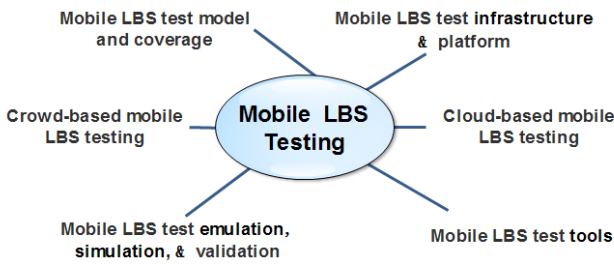 Mobile LBS test model
and coverage
Mobile LBS test infrastructure
& platform
Crowd-based mobile
LBS testing
Mobile LBS
Testing
Cloud-based mobile
LBS testing
Mobile LBS test emulation,
simulation, & validation
Mobile LBS test tools